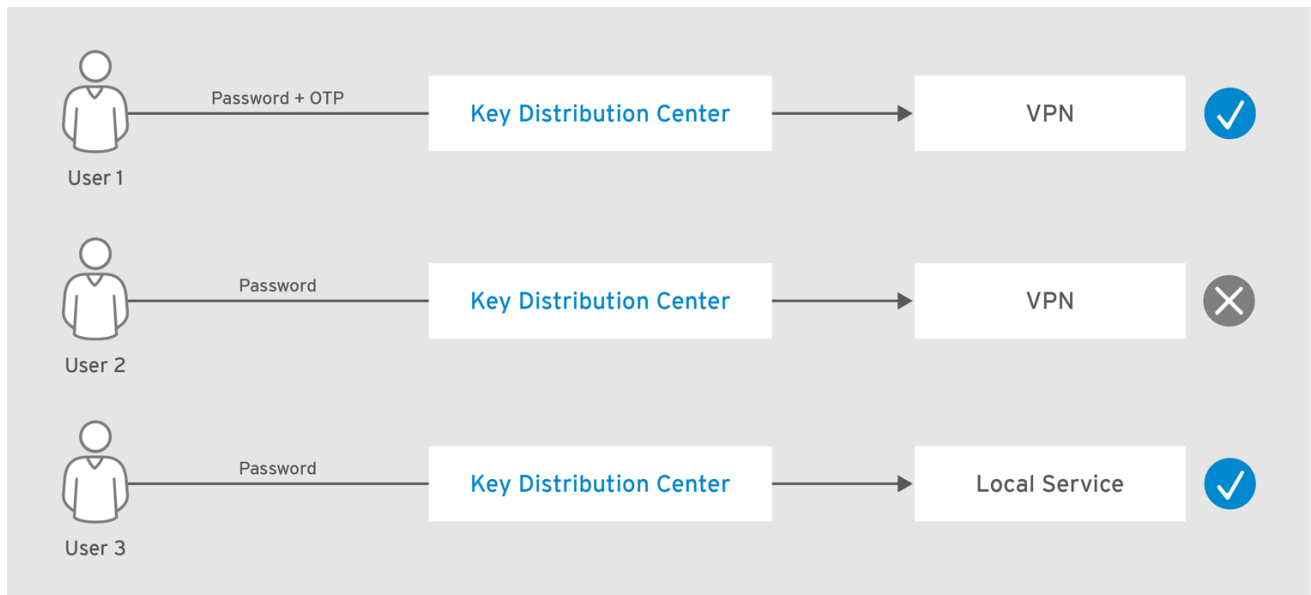 Password + OTP
Key Distribution Center
VPN
User 1
Password
Key Distribution Center
VPN
User 2
Password
Key Distribution Center
Local Service
User 3